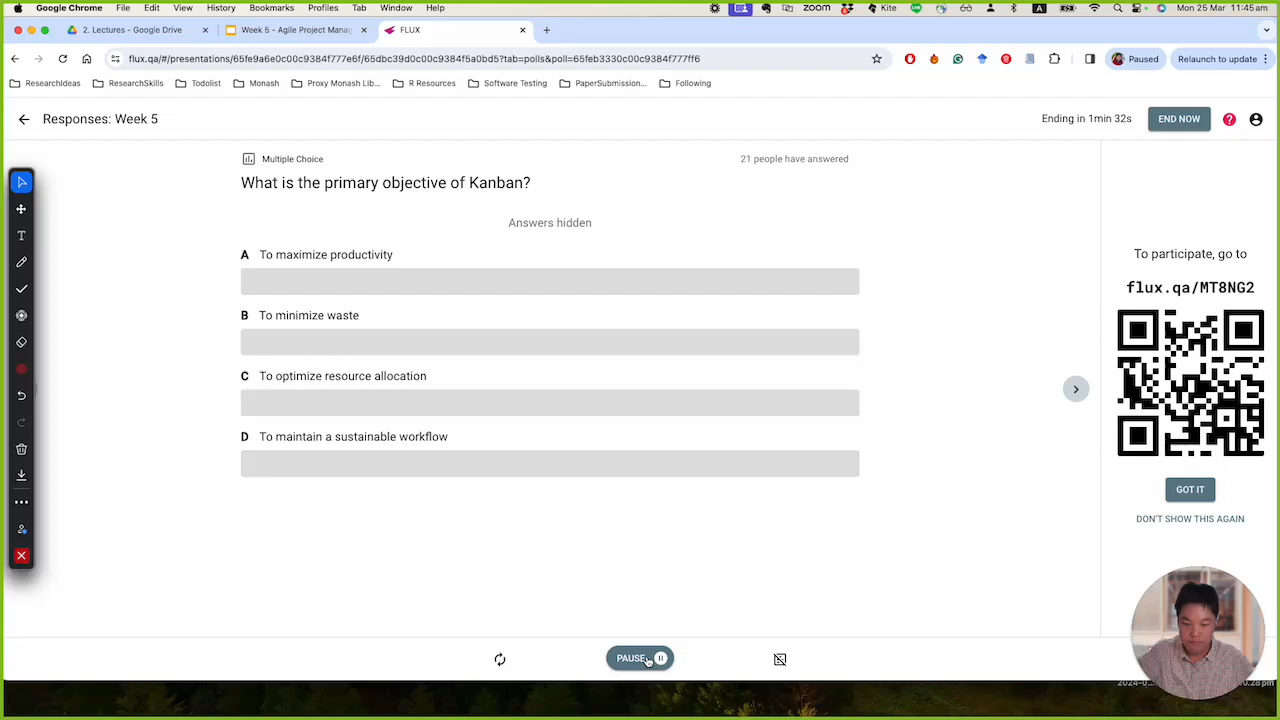 Google Chrome File Edit View History Bookmarks Profiles Tab Window Help zoom Kite A Mon 25 Mar 11:45 am
2. Lectures - Google Drive Week 5 - Agile Project Manag FLUX
flux.qa/#/presentations/65fe9a6e0c00c9384f777e6f/65dbc39d0c00c9384f5a0bd5?tab=polls&poll=65feb3330c00c9384f777ff6 Paused Relaunch to update
ResearchIdeas ResearchSkills Todolist Monash Proxy Monash Lib... R Resources Software Testing PaperSubmission... Following
Responses: Week 5 Ending in 1min 32s END NOW ?
Multiple Choice 21 people have answered
What is the primary objective of Kanban?
Answers hidden
A To maximize productivity
B To minimize waste
C To optimize resource allocation
D To maintain a sustainable workflow
To participate, go to
flux.qa/MT8NG2
GOT IT
DON'T SHOW THIS AGAIN
PAUSE